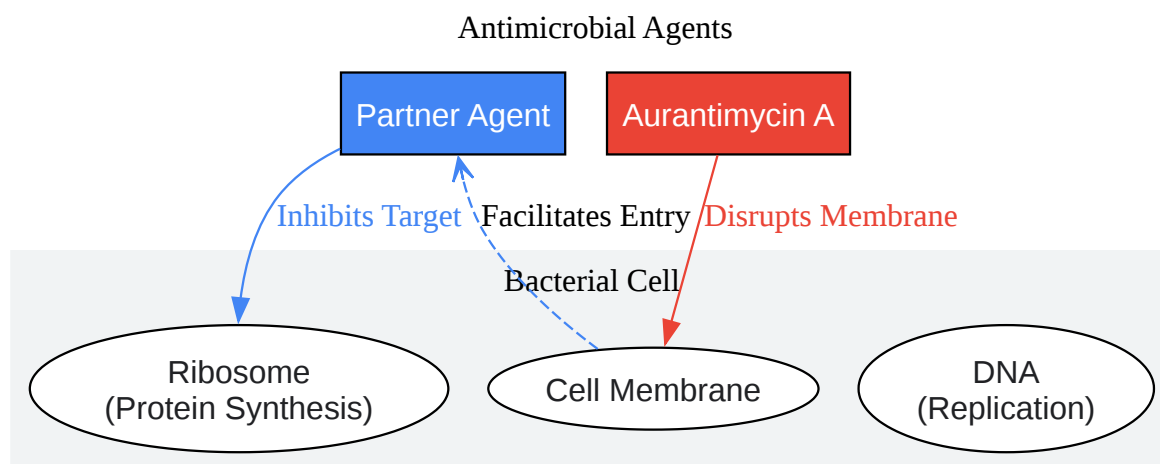 Antimicrobial Agents
Partner Agent
Aurantimycin A
Inhibits Target
Facilitates Entry
Disrupts Membrane
Bacterial Cell
Ribosome
(Protein Synthesis)
Cell Membrane
DNA
(Replication)